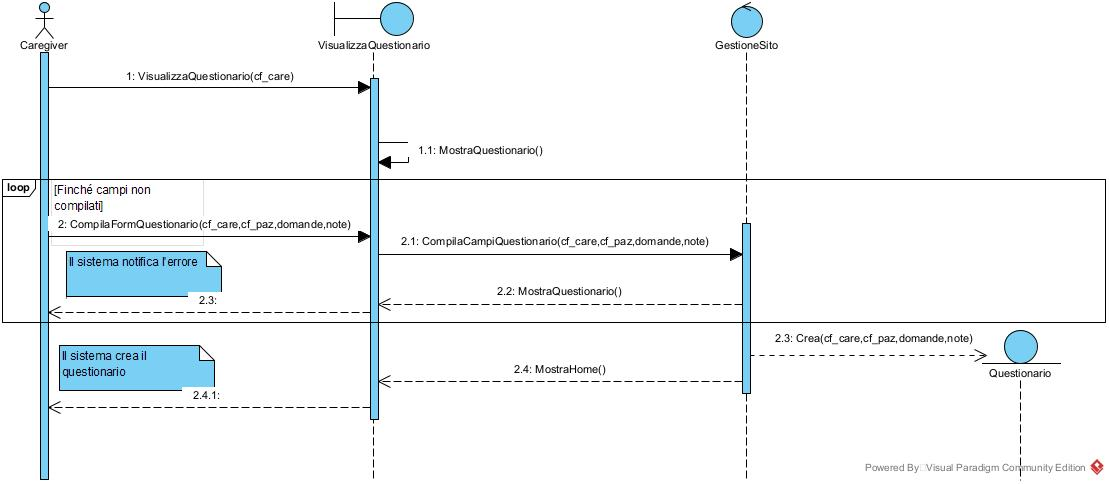 Caregiver
VisualizzaQuestionario
GestioneSito
1: VisualizzaQuestionario(cf_care)
1.1: MostraQuestionario()
loop
[Finché campi non
compilati]
2: CompilaFormQuestionario(cf_care,cf_paz,domande,note)
2.1: CompilaCampiQuestionario(cf_care,cf_paz,domande,note)
Il sistema notifica l'errore
2.2: MostraQuestionario()
2.3:
2.3: Crea(cf_care,cf_paz,domande,note)
Il sistema crea il
questionario
2.4: MostraHome()
Questionario
2.4.1:
Powered By Visual Paradigm Community Edition